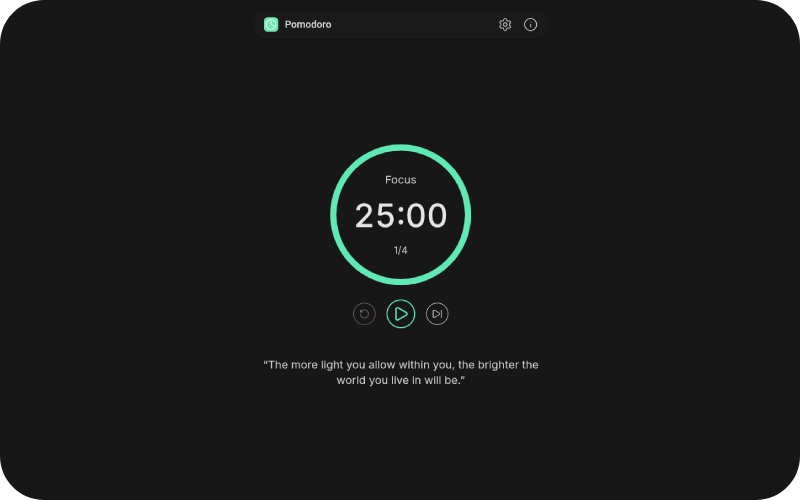 Pomodoro
Focus
25:00
1/4
“The more light you allow within you, the brighter the
world you live in will be.”